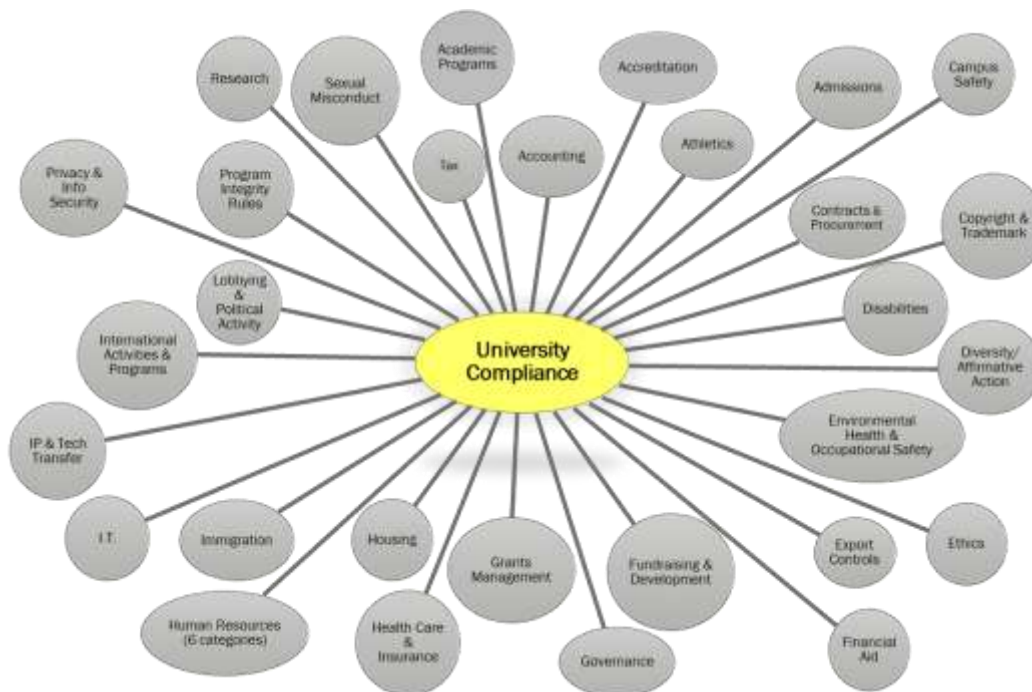 Academic
Programs
Accreditation
Research
Sexual
Misconduct
Admissions
Campus
Safety
Tax
Accounting
Athletics
Privacy &
Info
Security
Program
Integrity
Rules
Contracts &
Procurement
Copyright &
Trademark
Lobbying
&
Political
Activity
Disabilities
International
Activities &
Programs
University
Compliance
Diversity/
Affirmative
Action
Environmental
Health &
Occupational Safety
IP & Tech
Transfer
I.T.
Immigration
Housing
Grants
Management
Fundraising &
Development
Export
Controls
Ethics
Human Resources
(6 categories)
Health Care
&
Insurance
Governance
Financial
Aid